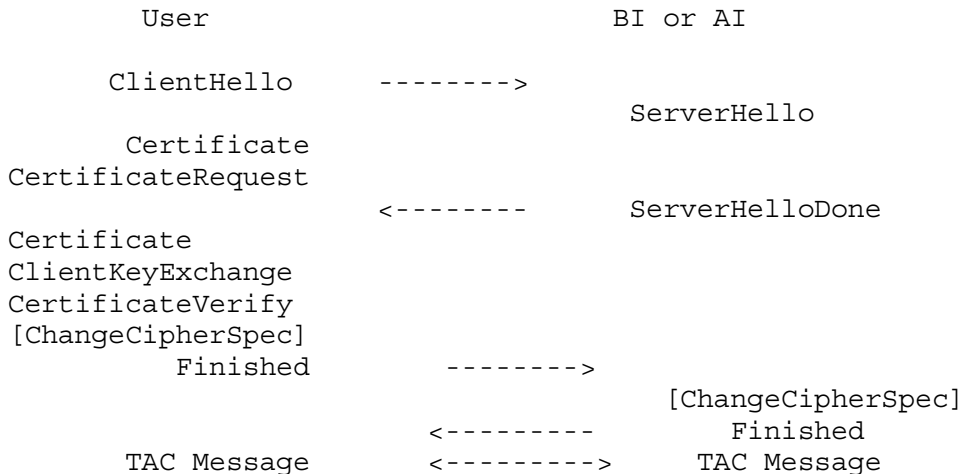 User BI or AI
ClientHello -------->
ServerHello
Certificate
CertificateRequest
<-------- ServerHelloDone
Certificate
ClientKeyExchange
CertificateVerify
[ChangeCipherSpec]
Finished -------->
[ChangeCipherSpec]
<--------- Finished
TAC Message <---------> TAC Message